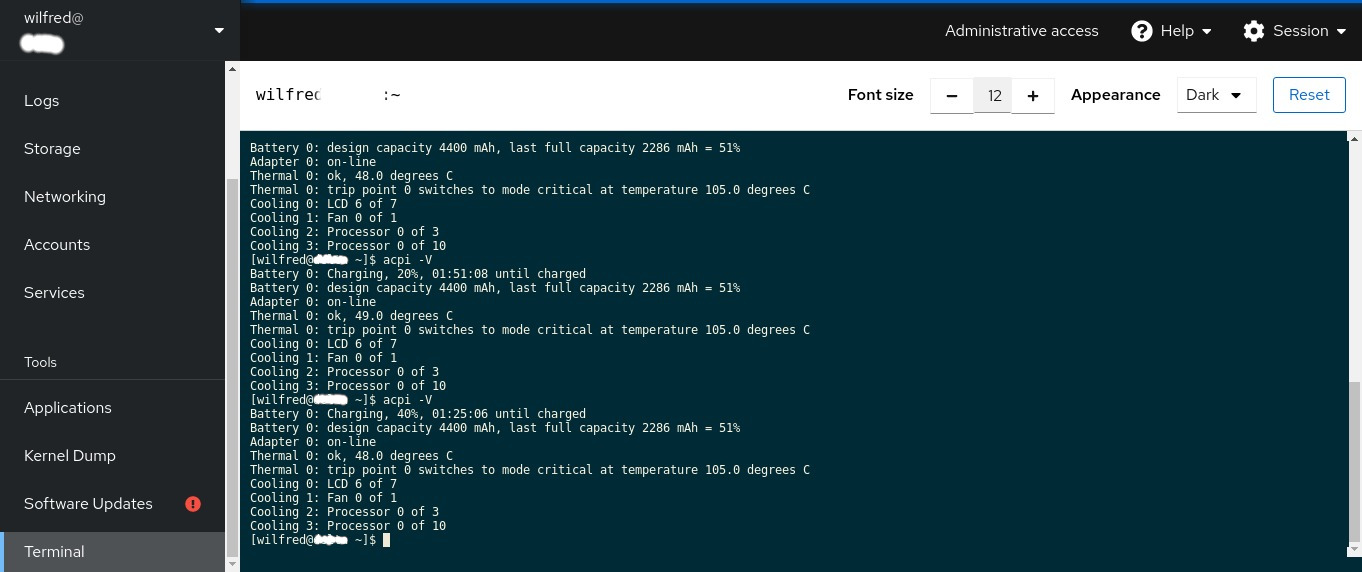 wilfred@
Administrative access
Help
Session
Logs
Storage
Networking
Accounts
Services
Tools
Applications
Kernel Dump
Software Updates
Terminal
wilfred :~
Font size
12
Appearance
Dark
Reset
Battery 0: design capacity 4400 mAh, last full capacity 2286 mAh = 51%
Adapter 0: on-line
Thermal 0: ok, 48.0 degrees C
Thermal 0: trip point 0 switches to mode critical at temperature 105.0 degrees C
Cooling 0: LCD 6 of 7
Cooling 1: Fan 0 of 1
Cooling 2: Processor 0 of 3
Cooling 3: Processor 0 of 10
[wilfred@ ~]$ acpi -V
Battery 0: Charging, 20%, 01:51:08 until charged
Battery 0: design capacity 4400 mAh, last full capacity 2286 mAh = 51%
Adapter 0: on-line
Thermal 0: ok, 49.0 degrees C
Thermal 0: trip point 0 switches to mode critical at temperature 105.0 degrees C
Cooling 0: LCD 6 of 7
Cooling 1: Fan 0 of 1
Cooling 2: Processor 0 of 3
Cooling 3: Processor 0 of 10
[wilfred@ ~]$ acpi -V
Battery 0: Charging, 40%, 01:25:06 until charged
Battery 0: design capacity 4400 mAh, last full capacity 2286 mAh = 51%
Adapter 0: on-line
Thermal 0: ok, 48.0 degrees C
Thermal 0: trip point 0 switches to mode critical at temperature 105.0 degrees C
Cooling 0: LCD 6 of 7
Cooling 1: Fan 0 of 1
Cooling 2: Processor 0 of 3
Cooling 3: Processor 0 of 10
[wilfred@ ~]$